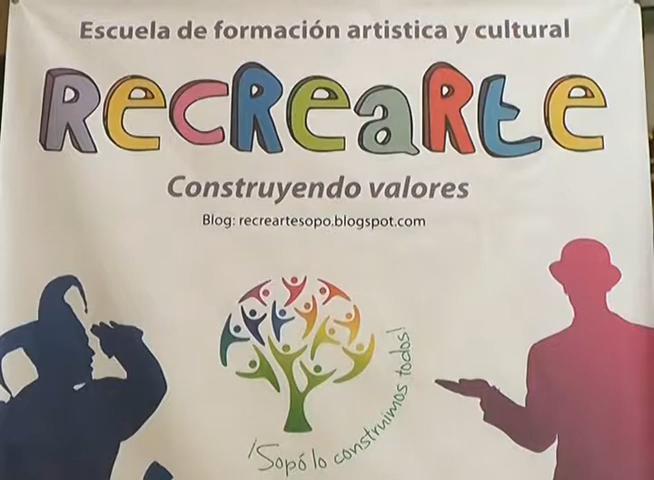 Escuela de formación artistica y cultural
RecReaRte
Construyendo valores
Blog: recreartesopo.blogspot.com
¡Sopó lo construimos todos!